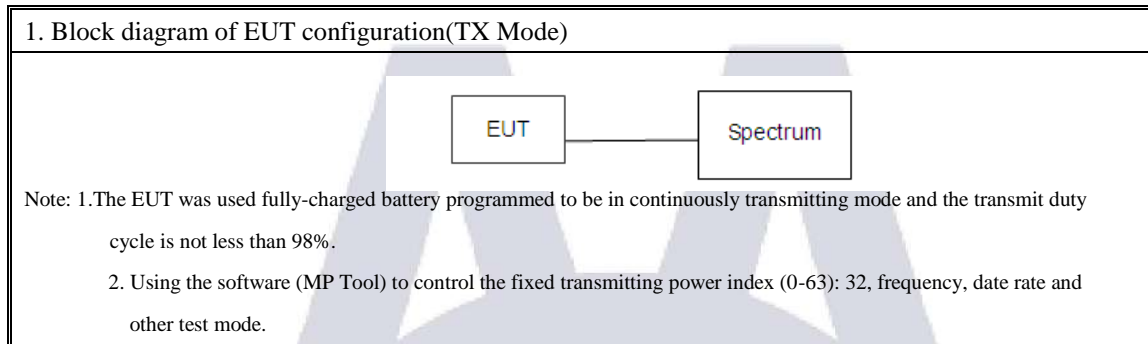 1. Block diagram of EUT configuration(TX Mode)
EUT
Spectrum
Note: 1.The EUT was used fully-charged battery programmed to be in continuously transmitting mode and the transmit duty
cycle is not less than 98%.
2. Using the software (MP Tool) to control the fixed transmitting power index (0-63): 32, frequency, date rate and
other test mode.